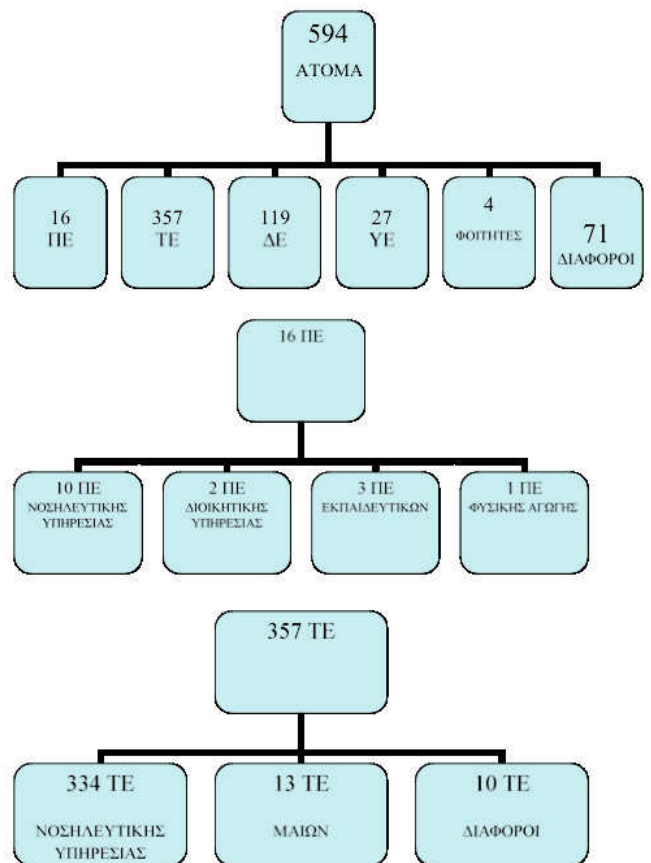 594
ΑΤΟΜΑ
16
ΠΕ
357
ΤΕ
119
ΔΕ
27
ΥΕ
4
ΦΟΙΤΗΤΕΣ
71
ΔΙΑΦΟΡΟΙ
16 ΠΕ
10 ΠΕ
ΝΟΣΗΛΕΥΤΙΚΗΣ
ΥΠΗΡΕΣΙΑΣ
2 ΠΕ
ΔΙΟΙΚΗΤΙΚΗΣ
ΥΠΗΡΕΣΙΑΣ
3 ΠΕ
ΕΚΠΑΙΔΕΥΤΙΚΩΝ
1 ΠΕ
ΦΥΣΙΚΗΣ ΑΓΩΓΗΣ
357 ΤΕ
334 ΤΕ
ΝΟΣΗΛΕΥΤΙΚΗΣ
ΥΠΗΡΕΣΙΑΣ
13 ΤΕ
ΜΑΙΩΝ
10 ΤΕ
ΔΙΑΦΟΡΟΙ